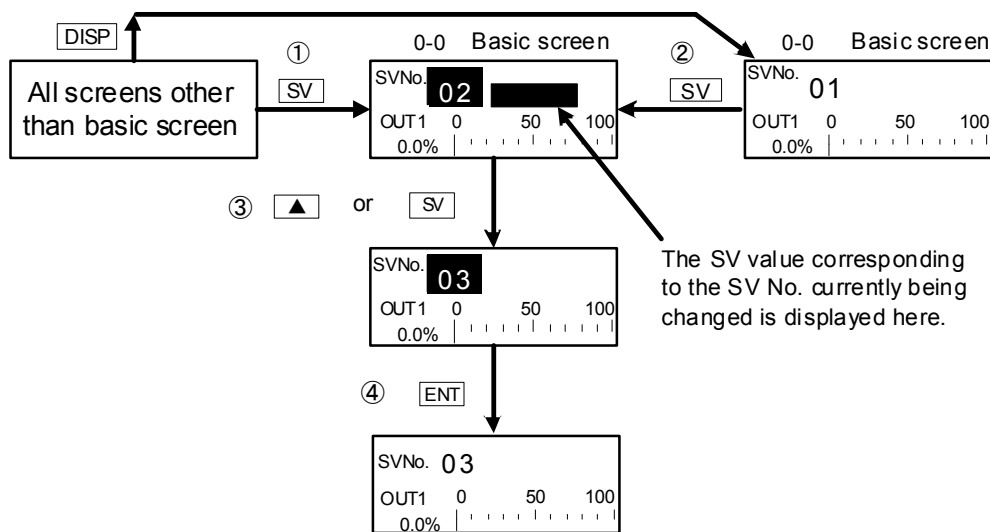 DISP
All screens other
than basic screen
①
SV
0-0 Basic screen
SVNo. 02
OUT1 0 50 100
0.0%
②
SV
0-0 Basic screen
SVNo. 01
OUT1 0 50 100
0.0%
③ ▲ or SV
SVNo. 03
OUT1 0 50 100
0.0%
The SV value corresponding
to the SV No. currently being
changed is displayed here.
④ ENT
SVNo. 03
OUT1 0 50 100
0.0%